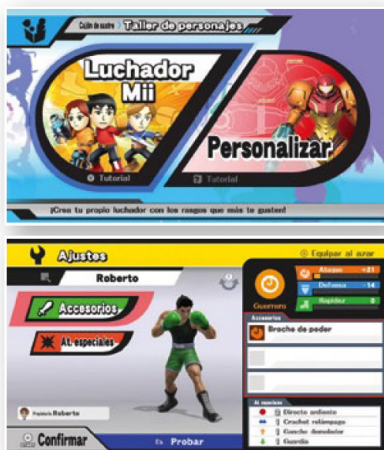 Cajón de sastre
Taller de personajes
Luchador
Mii
Personalizar
Tutorial
Tutorial
¡Crea tu propio luchador con los rasgos que más te gusten!
Ajustes
Equipar al azar
Roberto
Accesorios
At. especiales
Guerrero
Ataque +21
Defensa -14
Rapidez 0
Accesorios
Broche de poder
At. especiales
Directo ardiente
Crochet relámpago
Gancho demoledor
Guardia
Roberto
Confirmar
Probar